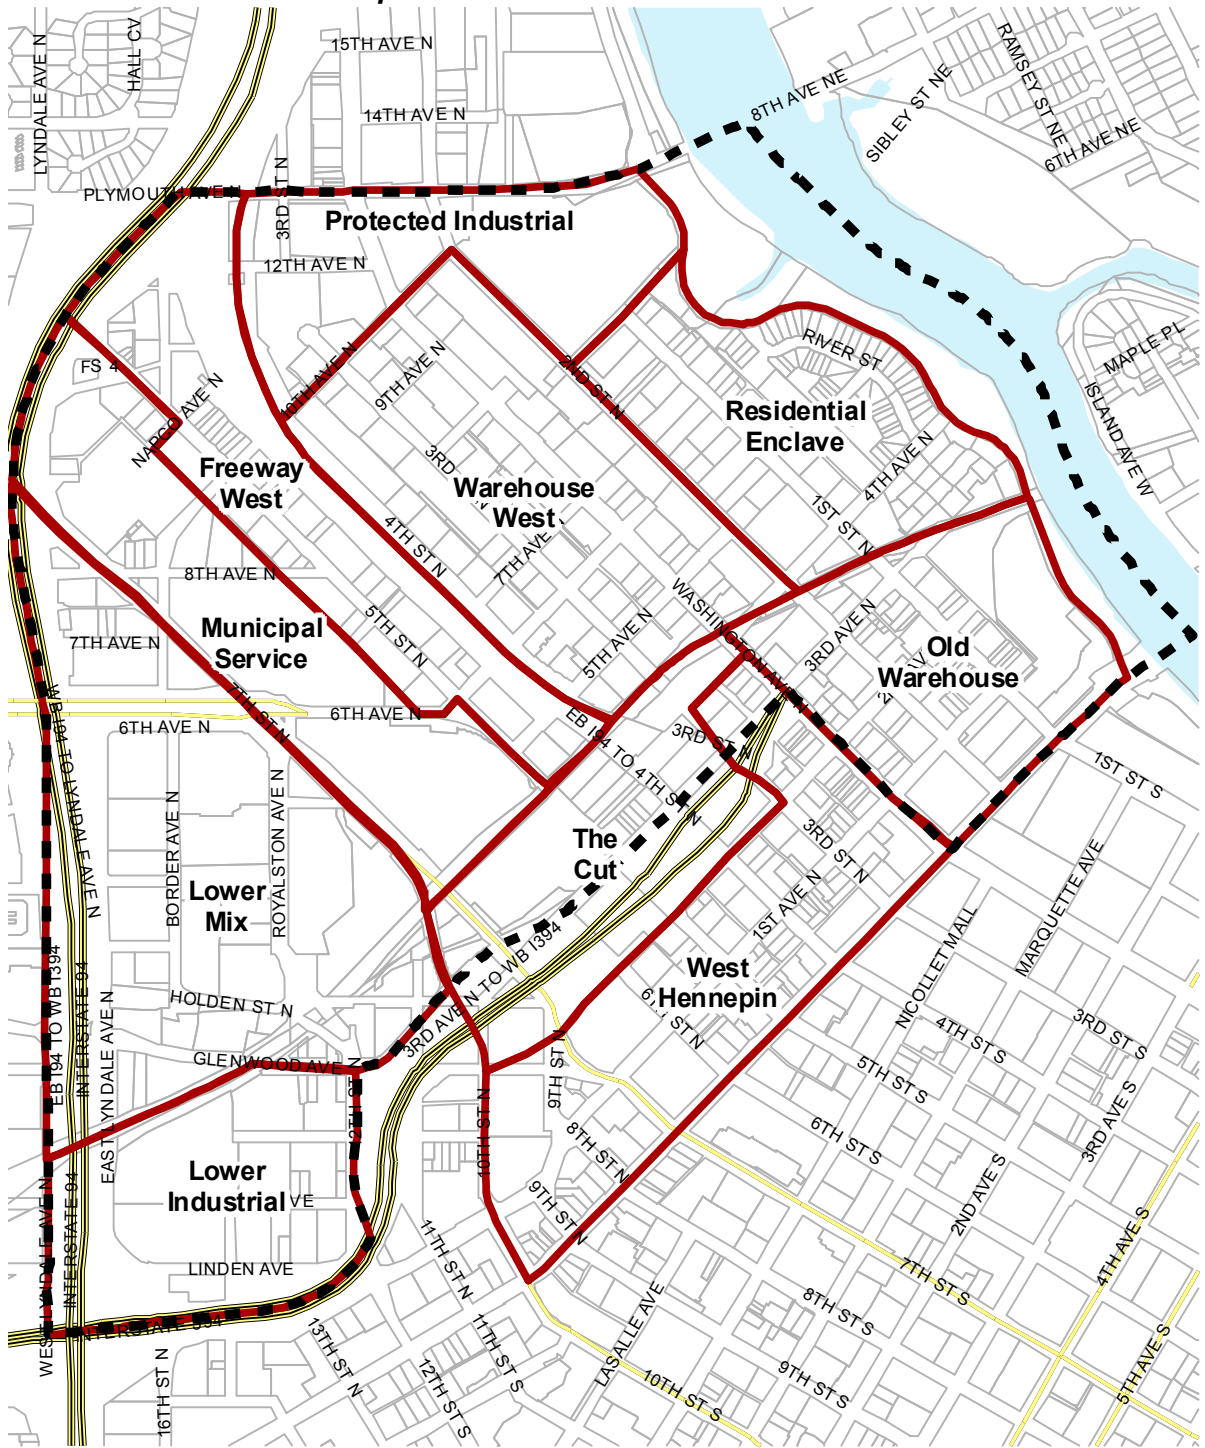 15TH AVE N
HALL CV
LYNDALE AVE N
14TH AVE N
8TH AVE NE
RAMSEY ST NE
SIBLEY ST NE
6TH AVE NE
PLYMOUTH AVE N
3RD ST N
Protected Industrial
12TH AVE N
FS 4
10TH AVE N
9TH AVE N
2ND ST N
RIVER ST
MAPLE PL
ISLAND AVE W
NAPCO AVE N
Residential
Enclave
4TH AVE N
Freeway
West
3RD
N
Warehouse
West
1ST ST N
4TH ST N
7TH AVE
8TH AVE N
5TH ST N
WASHINGTON AVE N
3RD AVE N
5TH AVE N
7TH AVE N
Municipal
Service
Old
Warehouse
7TH ST N
6TH AVE N
6TH AVE N
EB I94 TO 4TH ST N
3RD ST N
WB I94 TO LYNDALE AVE N
1ST ST S
BORDER AVE N
ROYALSTON AVE N
The
Cut
3RD ST N
Lower
Mix
1ST AVE N
MARQUETTE AVE
NICOLLET MALL
West
Hennepin
EB I94 TO WB I394
INTERSTATE 94
EAST LYNDALE AVE N
HOLDEN ST N
3RD AVE N TO WB I394
GLENWOOD AVE
4TH ST S
3RD ST S
5TH ST S
6TH ST S
3RD AVE S
9TH ST N
10TH ST N
8TH ST N
9TH ST N
Lower
Industrial
VE
2ND AVE S
4TH AVE S
WEST LYNDALE AVE N
INTERSTATE 94
LINDEN AVE
11TH ST N
7TH ST S
LASALLE AVE
8TH ST S
13TH ST N
11TH ST S
12TH ST S
9TH ST S
10TH ST S
5TH AVE S
16TH ST N